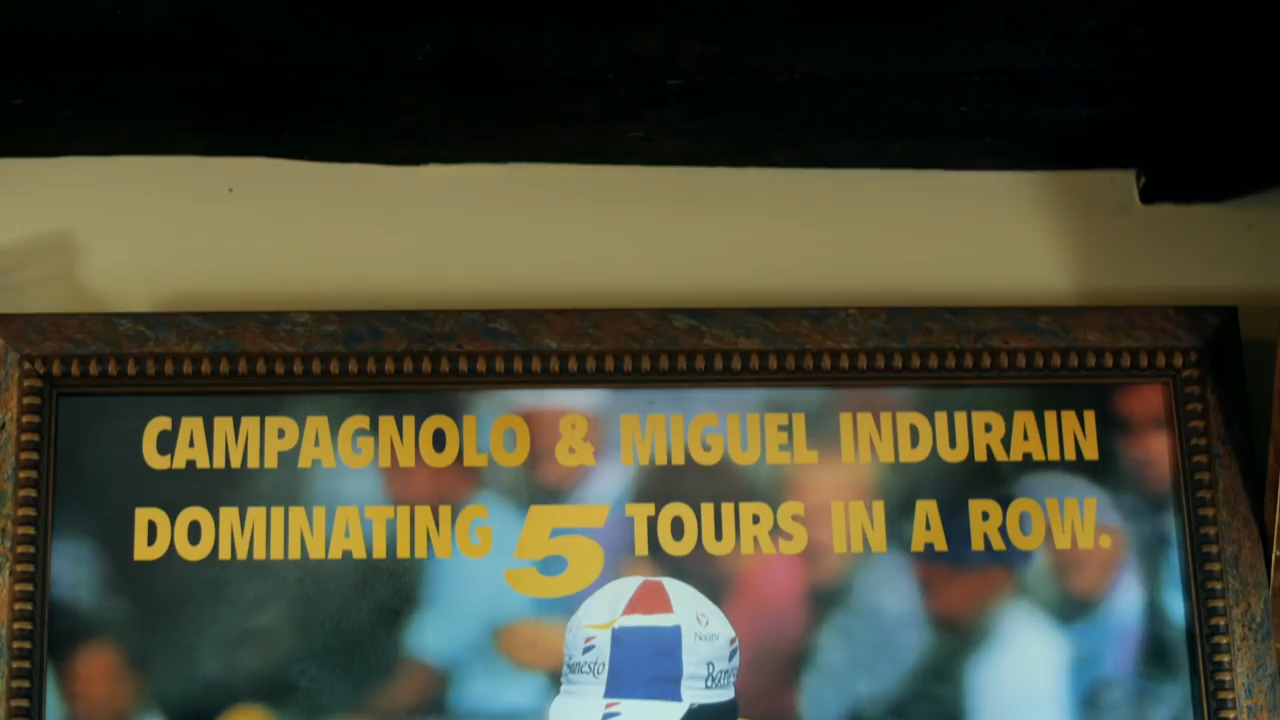 CAMPAGNOLO & MIGUEL INDURAIN
DOMINATING 5 TOURS IN A ROW.
Banesto